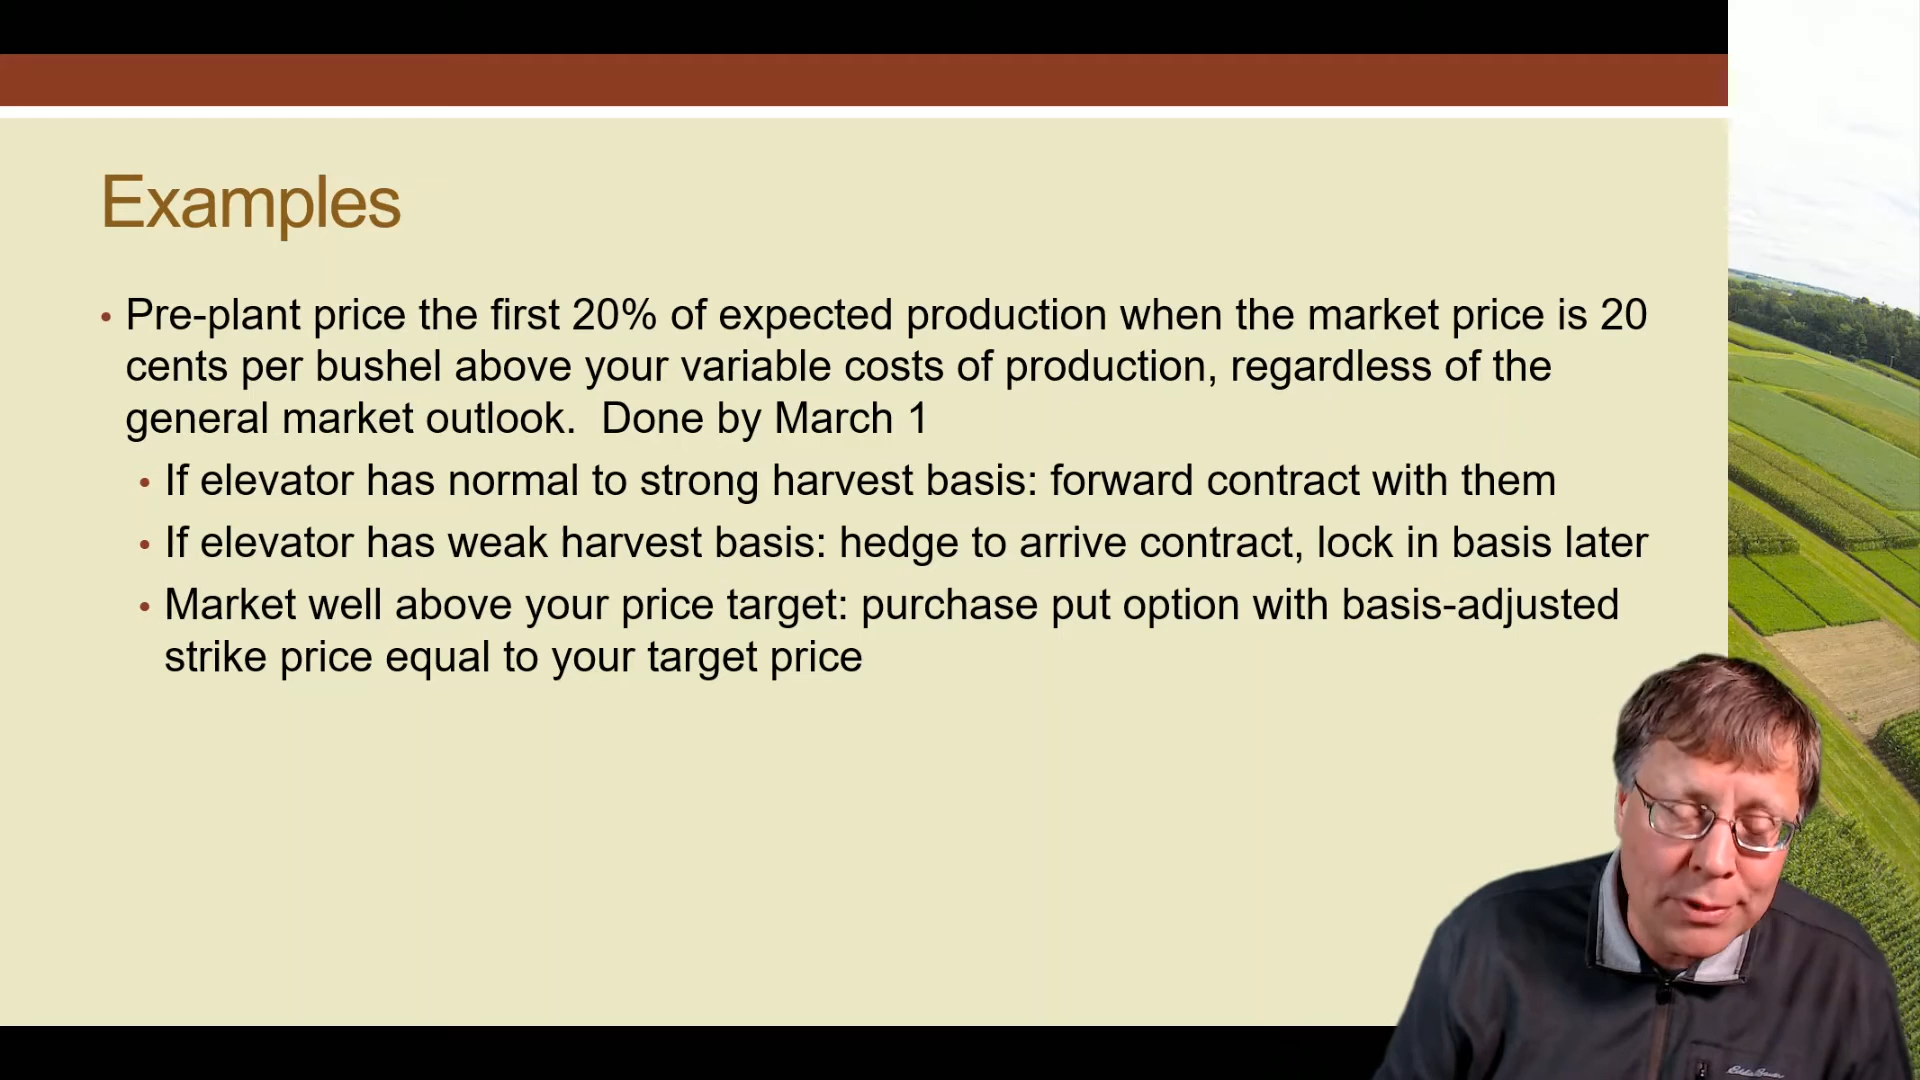 Examples
• Pre-plant price the first 20% of expected production when the market price is 20
cents per bushel above your variable costs of production, regardless of the
general market outlook.  Done by March 1
• If elevator has normal to strong harvest basis: forward contract with them
• If elevator has weak harvest basis: hedge to arrive contract, lock in basis later
• Market well above your price target: purchase put option with basis-adjusted
strike price equal to your target price
Eddie Bauer